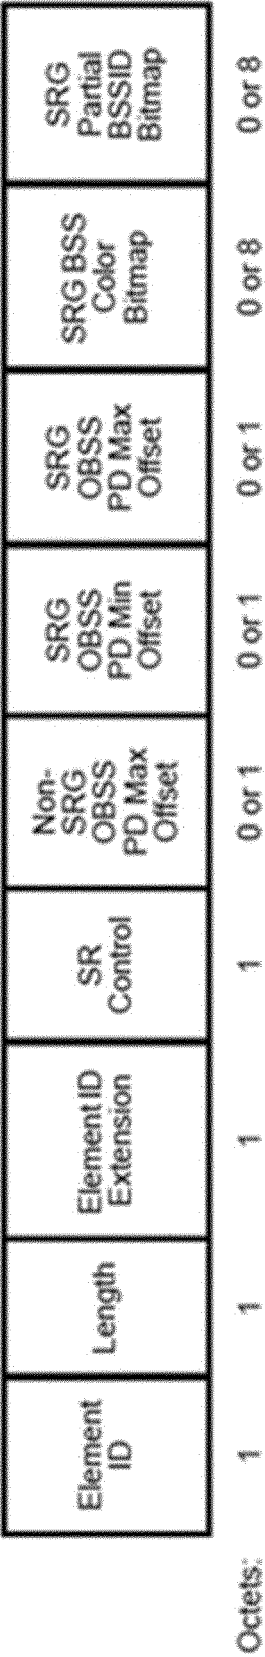 Element
ID
Length
Element ID
Extension
SR
Control
Non-
SRG
OBSS
PD Max
Offset
SRG
OBSS
PD Min
Offset
SRG
OBSS
PD Max
Offset
SRG BSS
Color
Bitmap
SRG
Partial
BSSID
Bitmap
Octets: 1 1 1 1 0 or 1 0 or 1 0 or 1 0 or 8 0 or 8